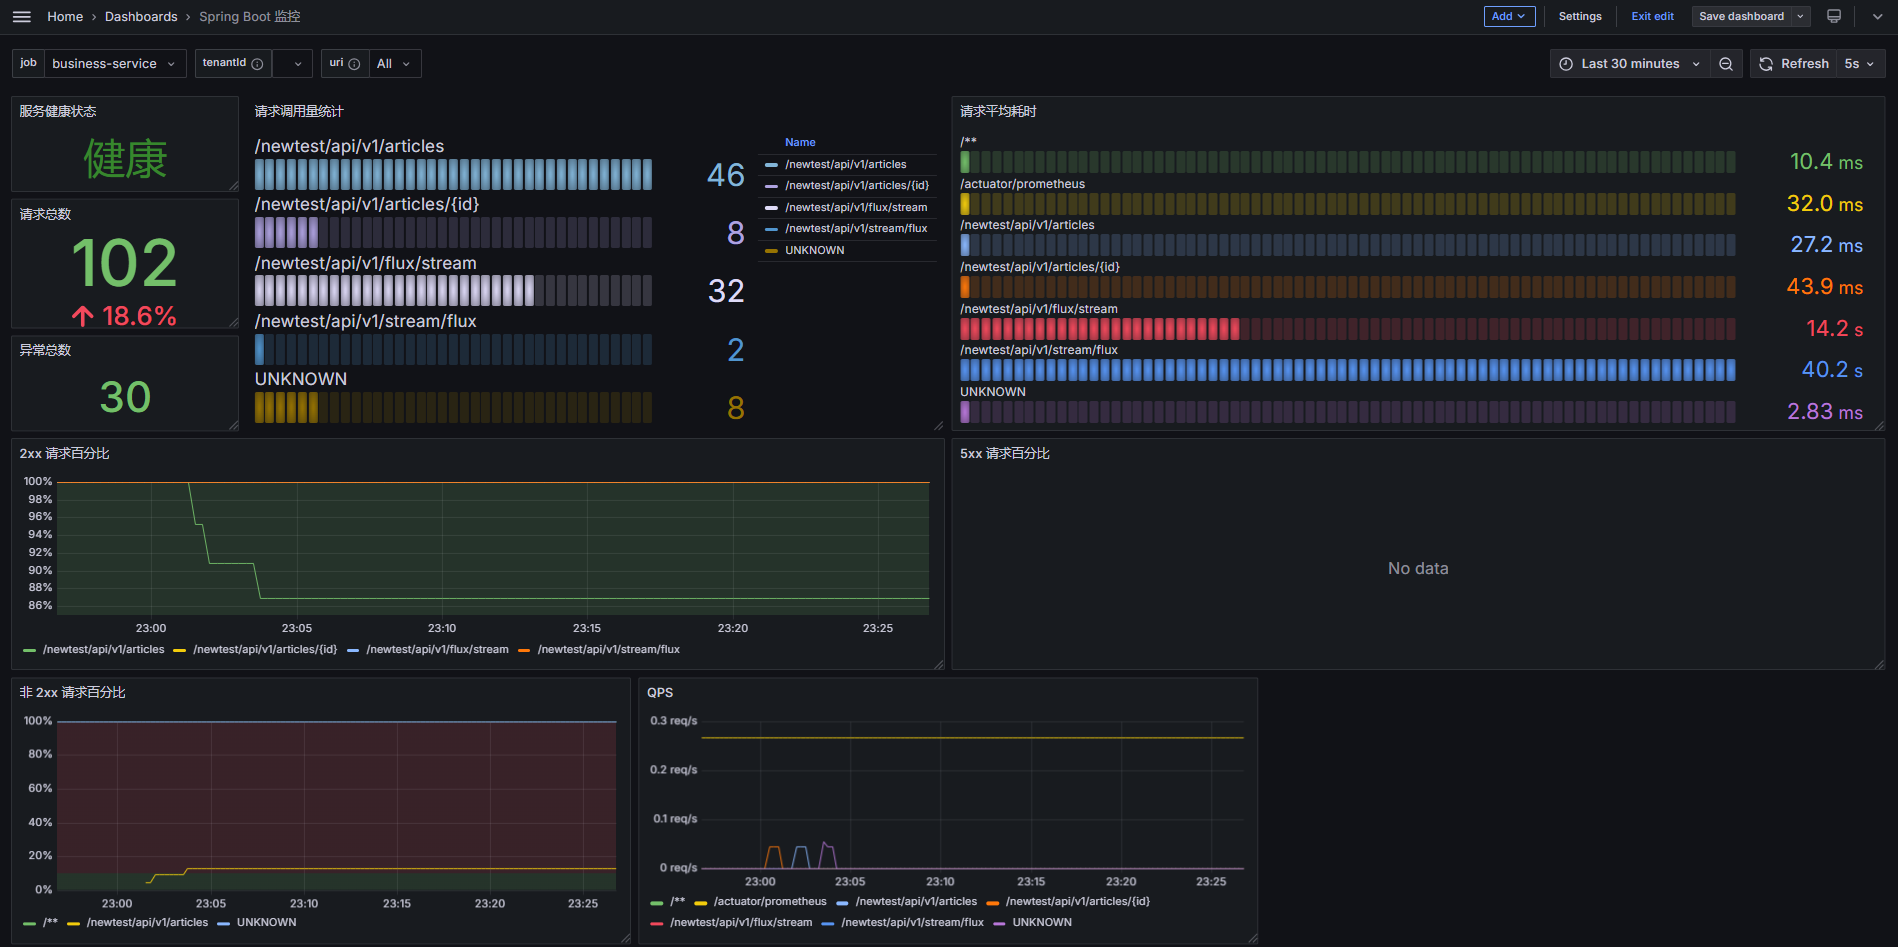 Home › Dashboards › Spring Boot 监控
Add
Settings
Exit edit
Save dashboard
job business-service
tenantId
uri All
Last 30 minutes
Refresh 5s
服务健康状态
健康
请求总数
102
18.6%
异常总数
30
请求调用量统计
/newtest/api/v1/articles
46
/newtest/api/v1/articles/{id}
8
/newtest/api/v1/flux/stream
32
/newtest/api/v1/stream/flux
2
UNKNOWN
8
Name
/newtest/api/v1/articles
/newtest/api/v1/articles/{id}
/newtest/api/v1/flux/stream
/newtest/api/v1/stream/flux
UNKNOWN
请求平均耗时
/**
10.4 ms
/actuator/prometheus
32.0 ms
/newtest/api/v1/articles
27.2 ms
/newtest/api/v1/articles/{id}
43.9 ms
/newtest/api/v1/flux/stream
14.2 s
/newtest/api/v1/stream/flux
40.2 s
UNKNOWN
2.83 ms
2xx 请求百分比
100%
98%
96%
94%
92%
90%
88%
86%
23:00 23:05 23:10 23:15 23:20 23:25
/newtest/api/v1/articles /newtest/api/v1/articles/{id} /newtest/api/v1/flux/stream /newtest/api/v1/stream/flux
5xx 请求百分比
No data
非 2xx 请求百分比
100%
80%
60%
40%
20%
0%
23:00 23:05 23:10 23:15 23:20 23:25
/** /newtest/api/v1/articles UNKNOWN
QPS
0.3 req/s
0.2 req/s
0.1 req/s
0 req/s
23:00 23:05 23:10 23:15 23:20 23:25
/** /actuator/prometheus /newtest/api/v1/articles /newtest/api/v1/articles/{id}
/newtest/api/v1/flux/stream /newtest/api/v1/stream/flux UNKNOWN